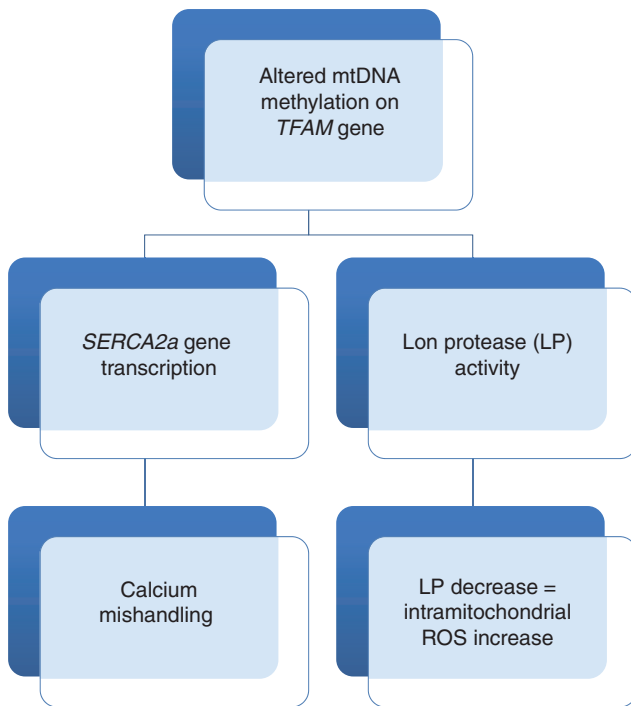 Altered mtDNA
methylation on
TFAM gene
SERCA2a gene
transcription
Lon protease (LP)
activity
Calcium
mishandling
LP decrease =
intramitochondrial
ROS increase